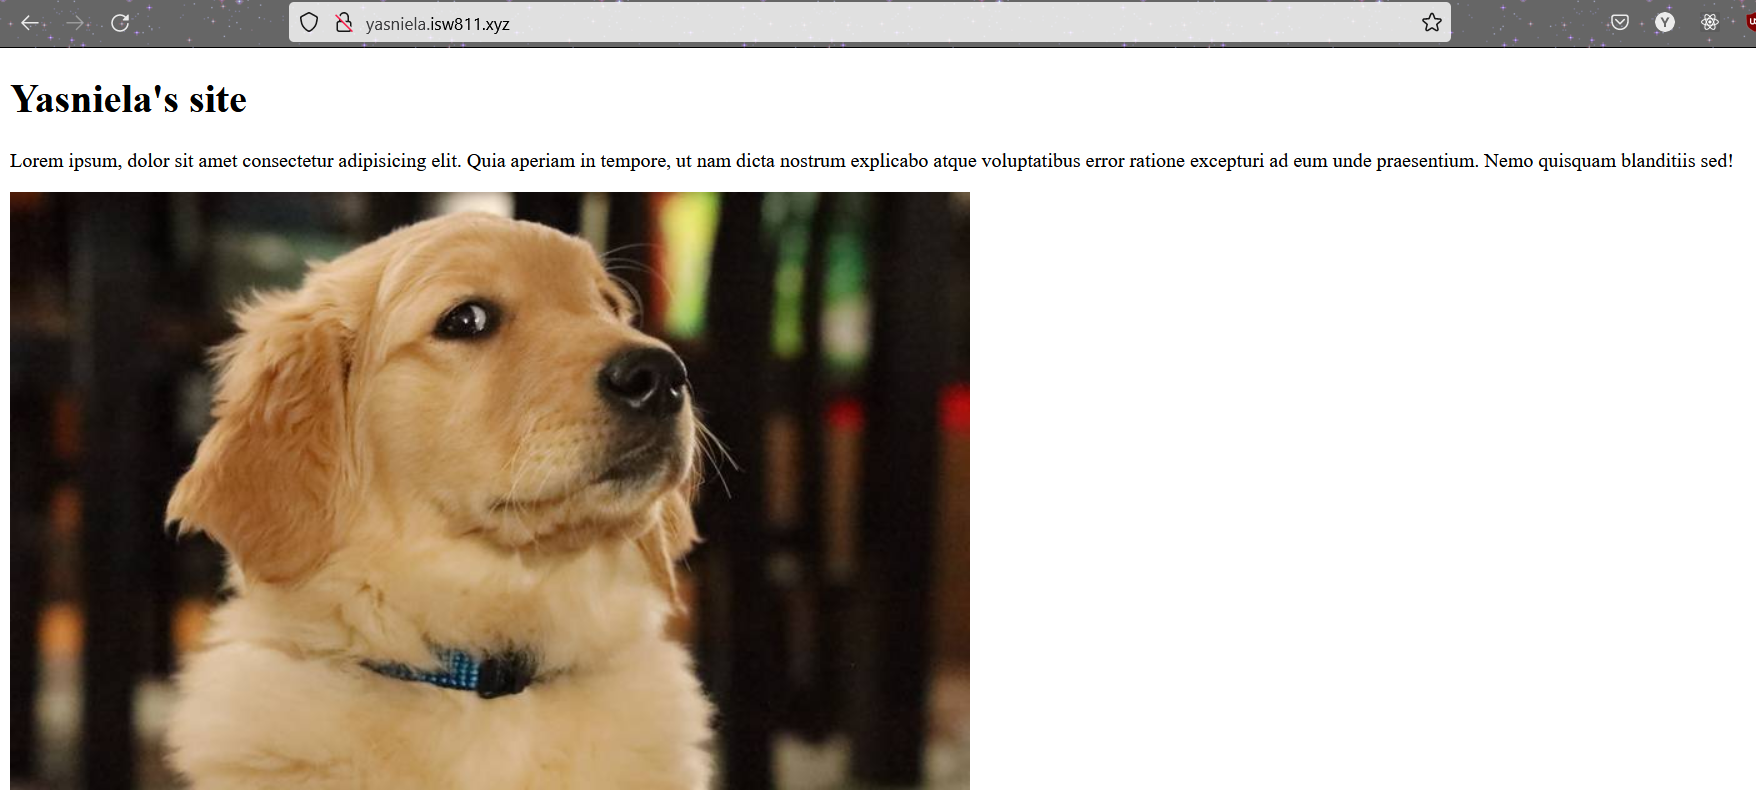 yasniela.isw811.xyz
Y
Yasniela's site
Lorem ipsum, dolor sit amet consectetur adipisicing elit. Quia aperiam in tempore, ut nam dicta nostrum explicabo atque voluptatibus error ratione excepturi ad eum unde praesentium. Nemo quisquam blanditiis sed!